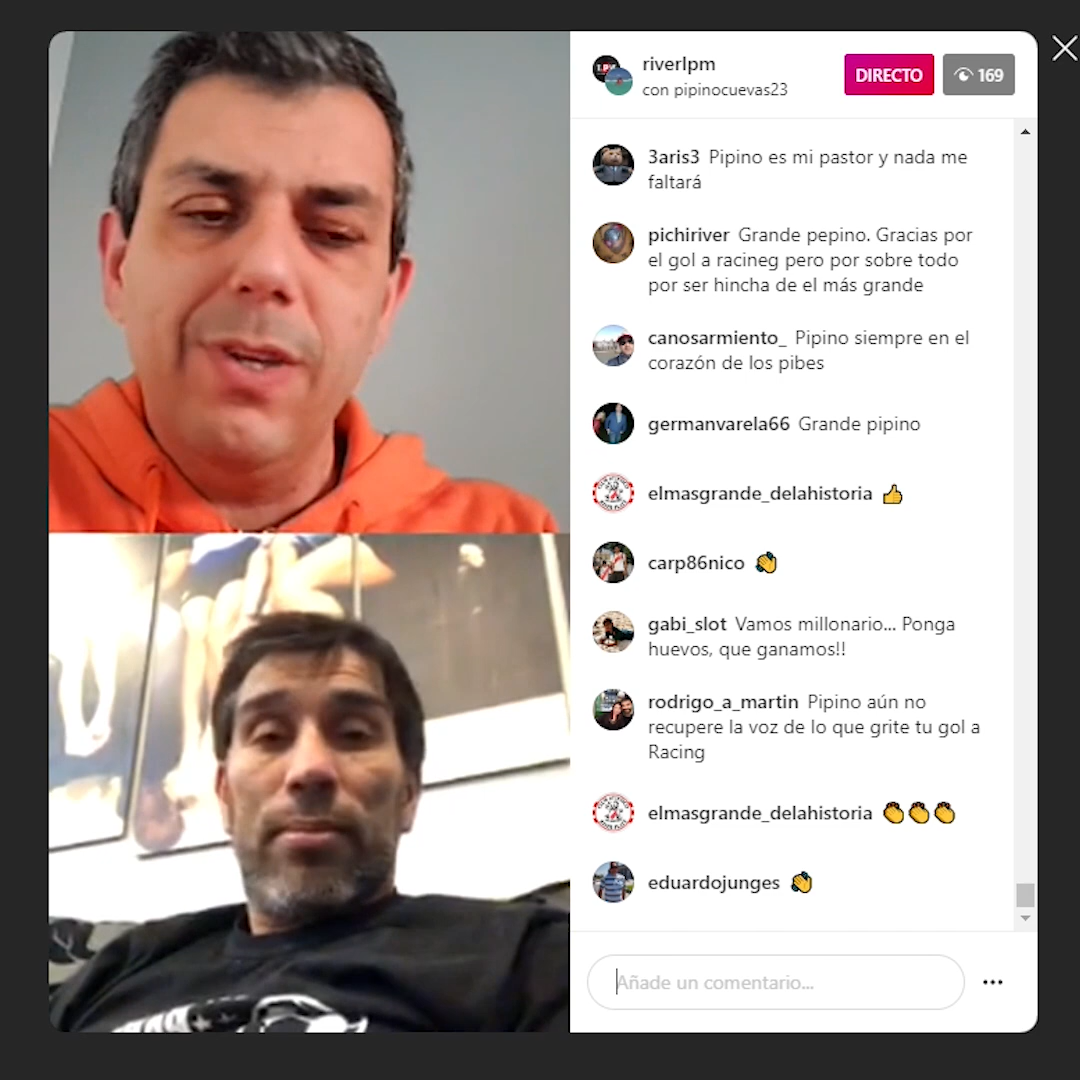 riverlpm
con pipinocuevas23
DIRECTO
169
3aris3 Pipino es mi pastor y nada me
faltará
pichiriver Grande pepino. Gracias por
el gol a racineg pero por sobre todo
por ser hincha de el más grande
canosarmiento_ Pipino siempre en el
corazón de los pibes
germanvarela66 Grande pipino
elmasgrande_delahistoria 👍
carp86nico 👏
gabi_slot Vamos millonario... Ponga
huevos, que ganamos!!
rodrigo_a_martin Pipino aún no
recupere la voz de lo que grite tu gol a
Racing
elmasgrande_delahistoria 👏👏👏
eduardojunges 👏
Añade un comentario...